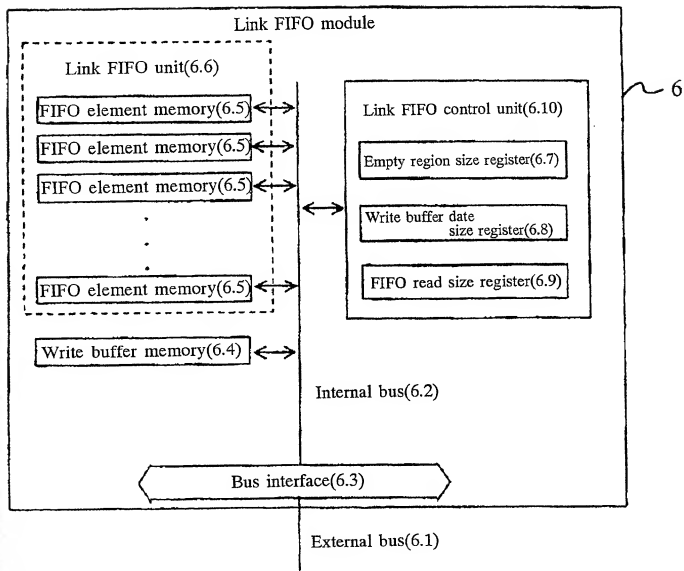 Link FIFO module
Link FIFO unit(6.6)
FIFO element memory(6.5)
FIFO element memory(6.5)
FIFO element memory(6.5)
FIFO element memory(6.5)
Write buffer memory(6.4)
Link FIFO control unit(6.10)
Empty region size register(6.7)
Write buffer date
size register(6.8)
FIFO read size register(6.9)
6
Internal bus(6.2)
Bus interface(6.3)
External bus(6.1)